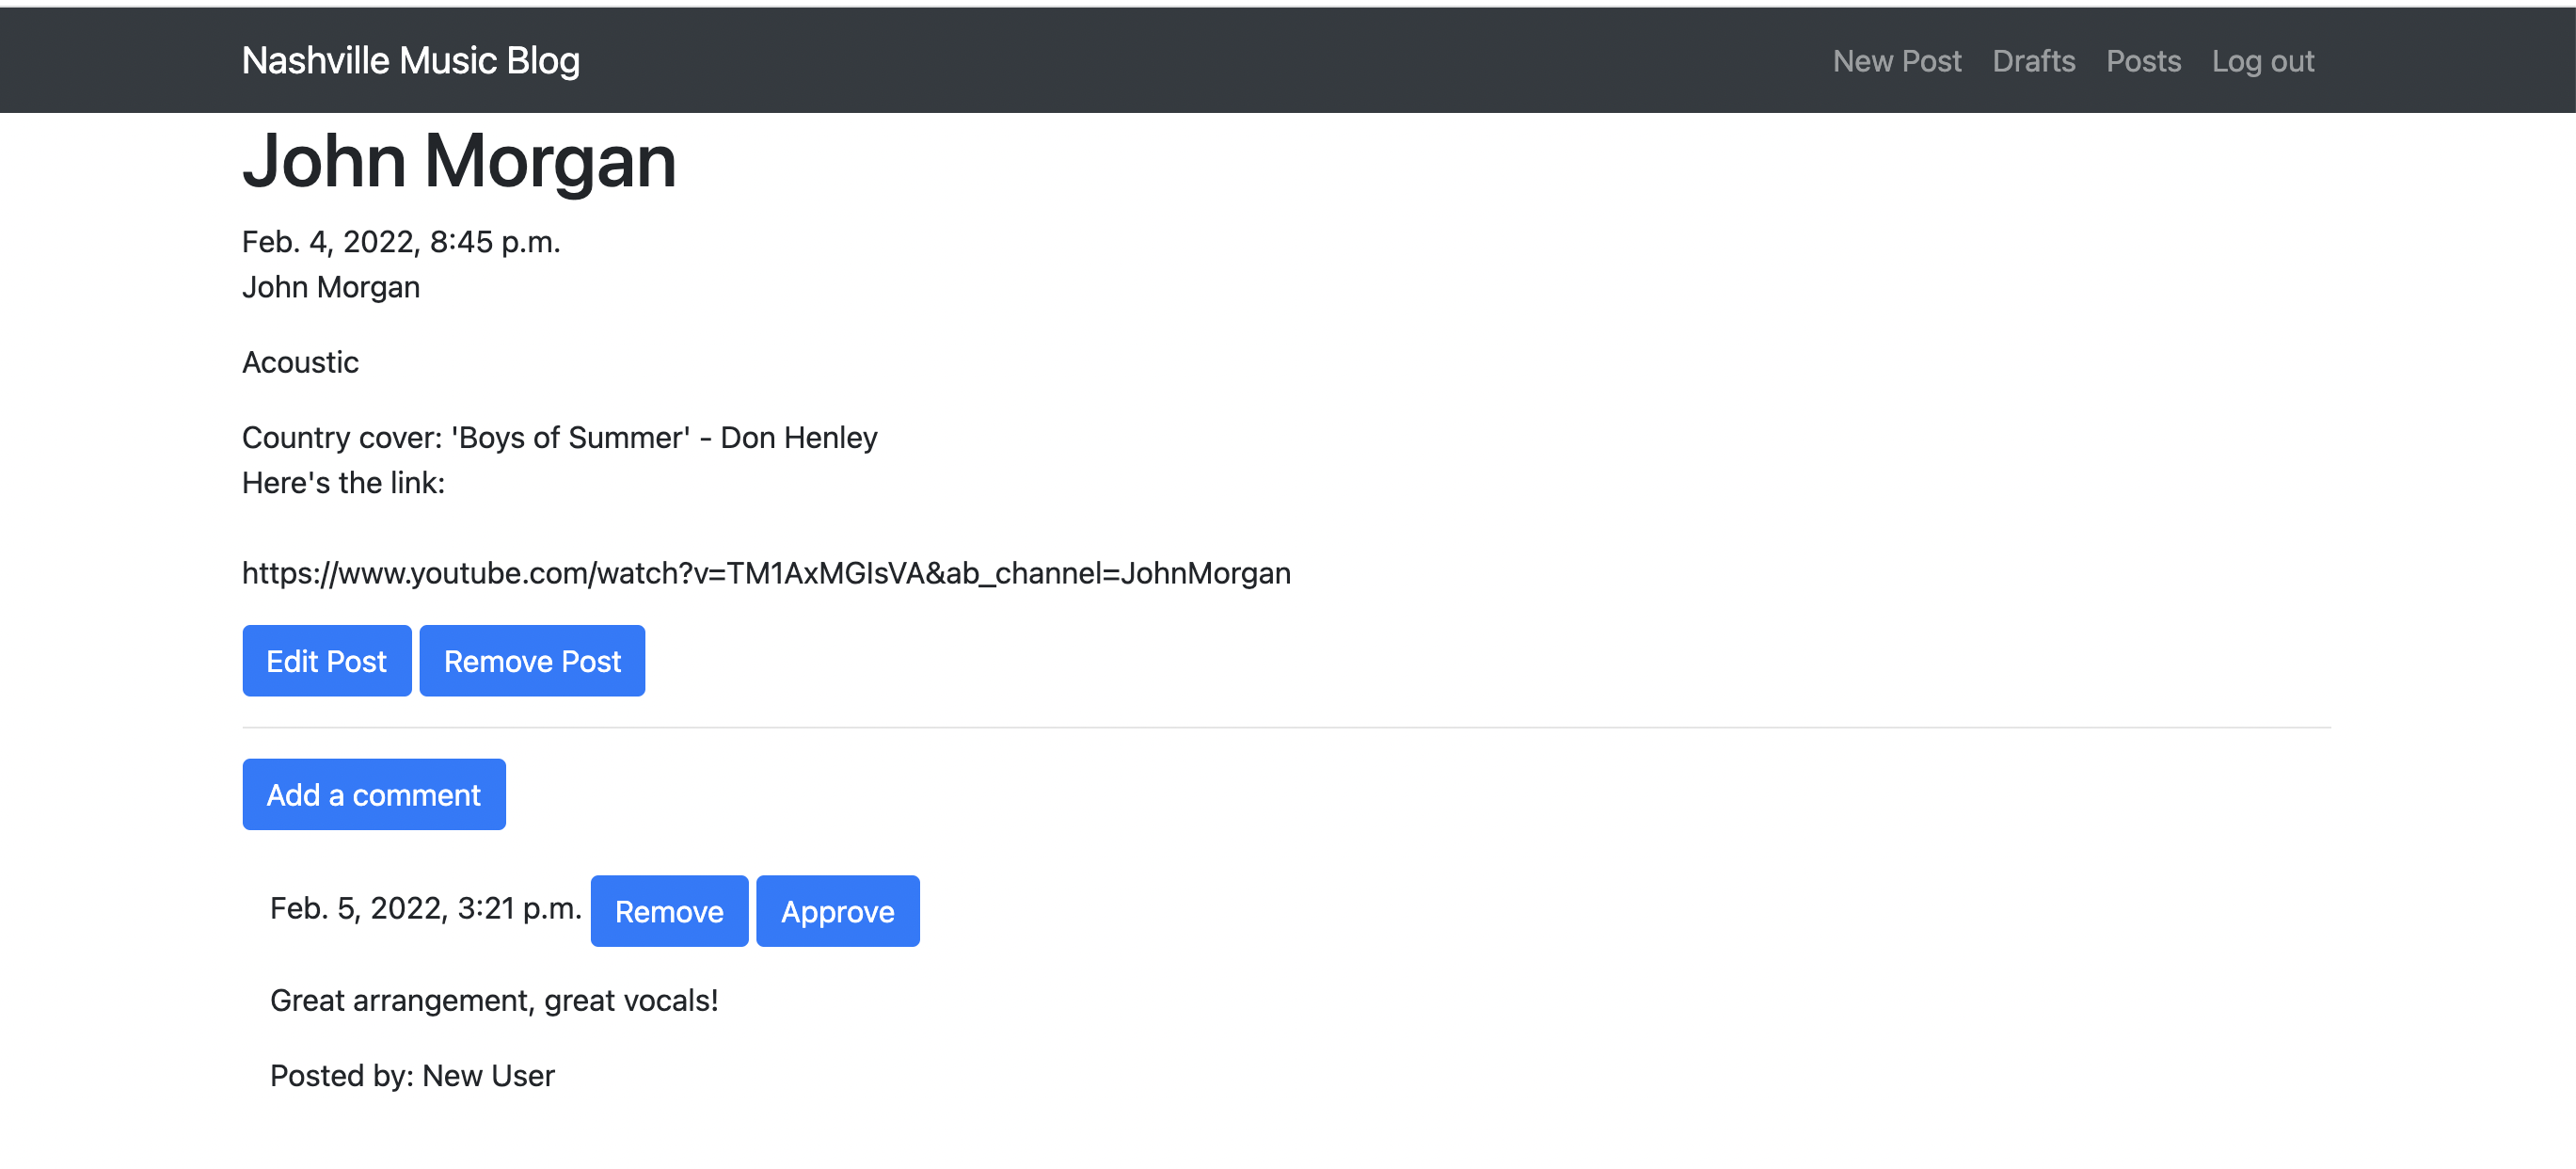 Nashville Music Blog
New Post Drafts Posts Log out
John Morgan
Feb. 4, 2022, 8:45 p.m.
John Morgan
Acoustic
Country cover: 'Boys of Summer' - Don Henley
Here's the link:
https://www.youtube.com/watch?v=TM1AxMGIsVA&ab_channel=JohnMorgan
Edit Post Remove Post
Add a comment
Feb. 5, 2022, 3:21 p.m. Remove Approve
Great arrangement, great vocals!
Posted by: New User